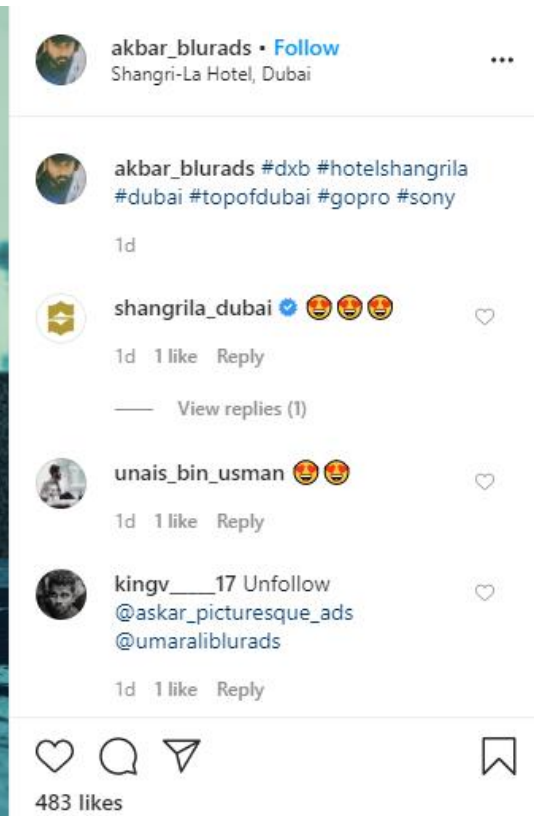 akbar_blurads • Follow
Shangri-La Hotel, Dubai
akbar_blurads #dxb #hotelshangrila
#dubai #topofdubai #gopro #sony
1d
shangrila_dubai 😍😍😍
1d 1 like Reply
View replies (1)
unais_bin_usman 😍😍
1d 1 like Reply
kingv____17 Unfollow
@askar_picturesque_ads
@umaraliblurads
1d 1 like Reply
483 likes